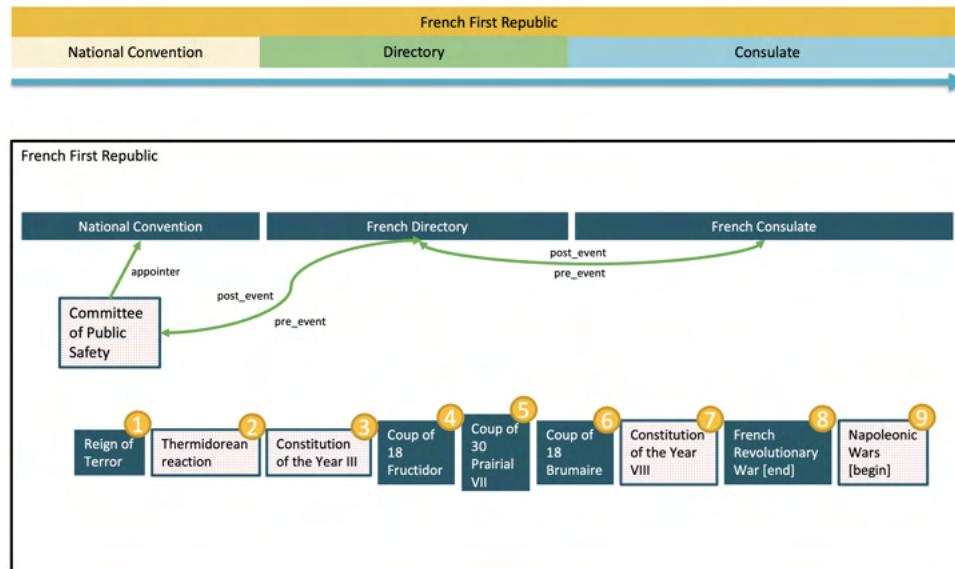 French First Republic
National Convention
Directory
Consulate
French First Republic
National Convention
French Directory
French Consulate
appointer
post_event
pre_event
post_event
pre_event
Committee
of Public
Safety
1
Reign of
Terror
2
Thermidorean
reaction
3
Constitution
of the Year III
4
Coup of
18
Fructidor
5
Coup of
30
Prairial
VII
6
Coup of
18
Brumaire
7
Constitution
of the Year
VIII
8
French
Revolutionary
War [end]
9
Napoleonic
Wars
[begin]